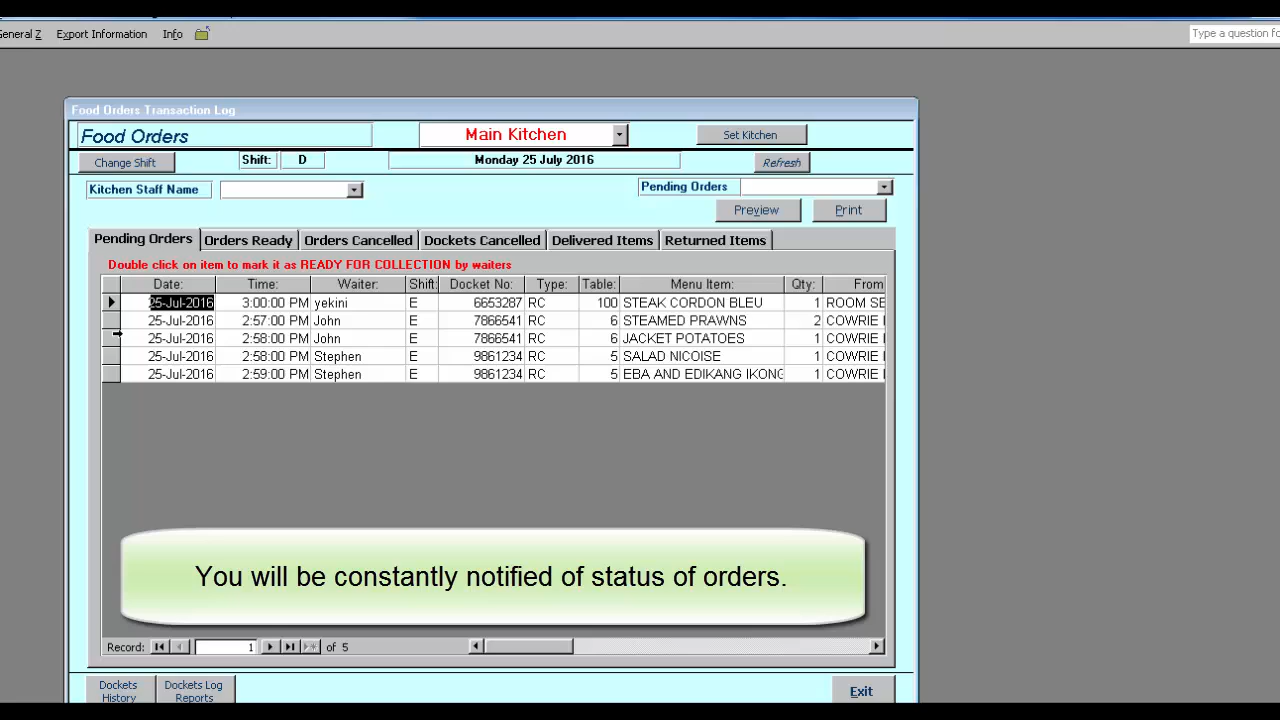 General Z Export Information Info
Type a question fo
Food Orders Transaction Log
Food Orders Main Kitchen Set Kitchen
Change Shift Shift: D Monday 25 July 2016 Refresh
Kitchen Staff Name Pending Orders
Preview Print
Pending Orders Orders Ready Orders Cancelled Dockets Cancelled Delivered Items Returned Items
Double click on item to mark it as READY FOR COLLECTION by waiters
Date: Time: Waiter: Shift: Docket No: Type: Table: Menu Item: Qty: From
25-Jul-2016 3:00:00 PM yekini E 6653287 RC 100 STEAK CORDON BLEU 1 ROOM SE
25-Jul-2016 2:57:00 PM John E 7866541 RC 6 STEAMED PRAWNS 2 COWRIE
25-Jul-2016 2:58:00 PM John E 7866541 RC 6 JACKET POTATOES 1 COWRIE
25-Jul-2016 2:58:00 PM Stephen E 9861234 RC 5 SALAD NICOISE 1 COWRIE
25-Jul-2016 2:59:00 PM Stephen E 9861234 RC 5 EBA AND EDIKANG IKONG 1 COWRIE
You will be constantly notified of status of orders.
Record: 1 of 5
Dockets History
Dockets Log Reports
Exit